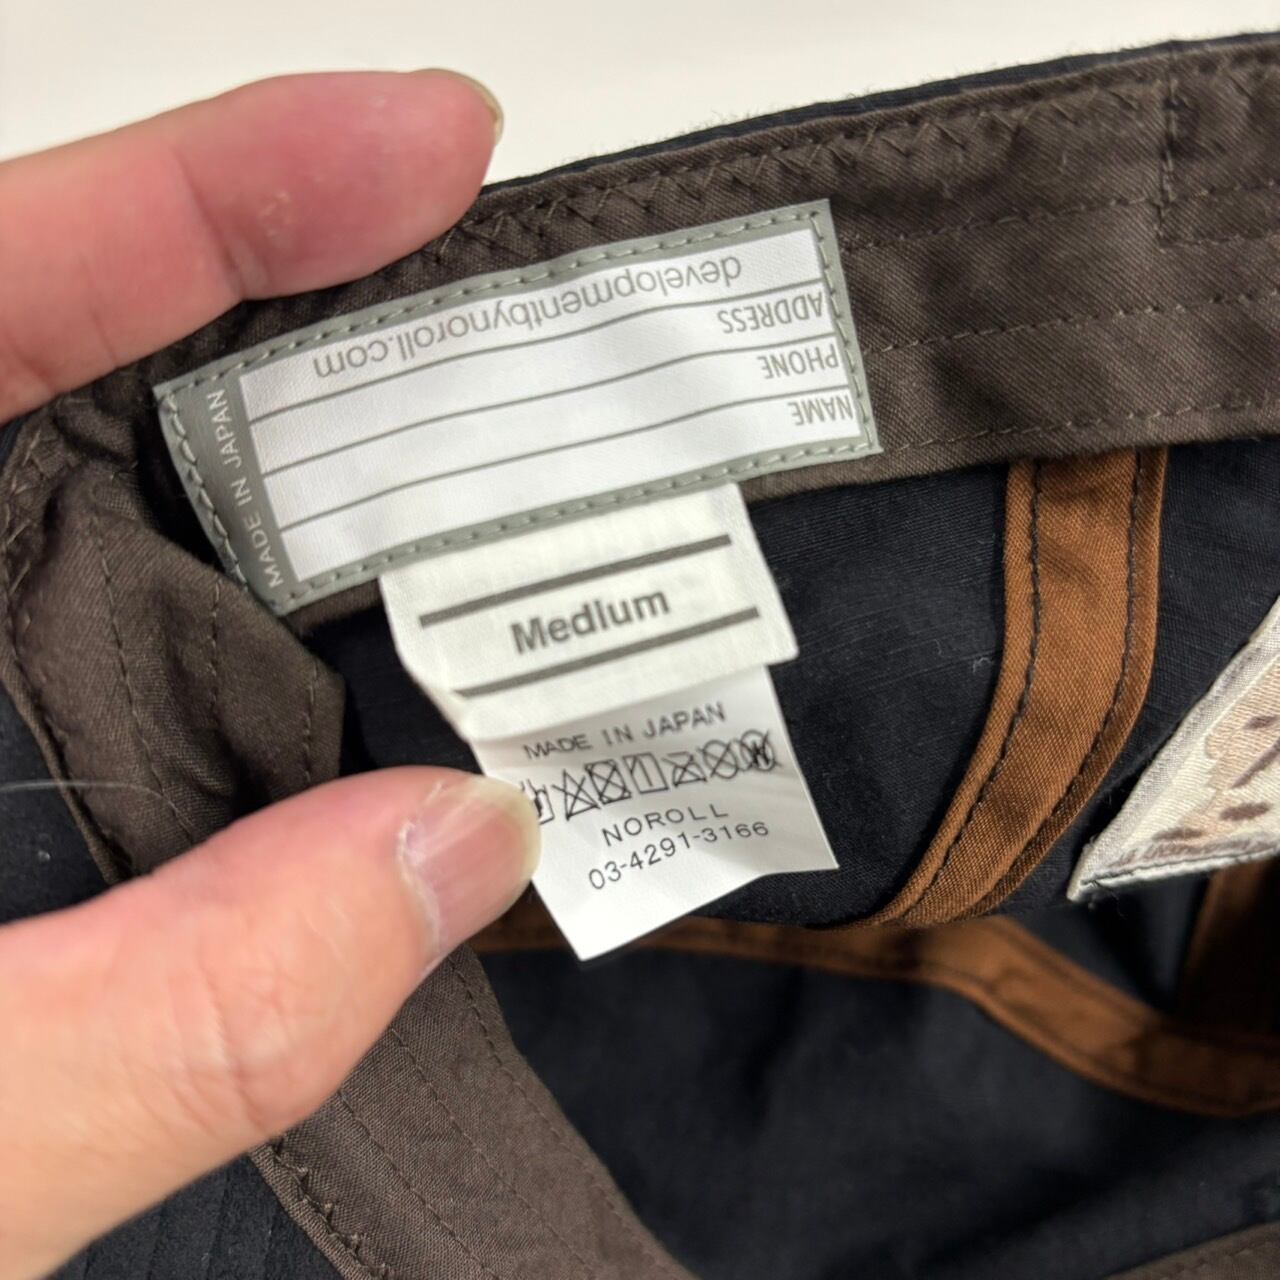 developmentbynoroll.com
ADDRESS
PHONE
NAME
MADE IN JAPAN
Medium
MADE IN JAPAN
NOROLL
03-4291-3166